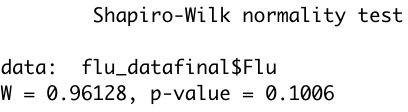 Shapiro-Wilk normality test
data:  flu_datafinal$Flu
W = 0.96128, p-value = 0.1006